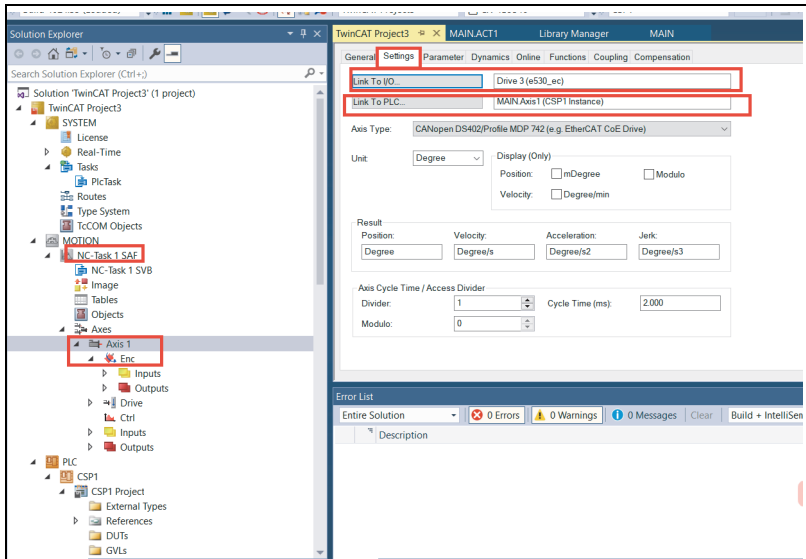 Solution Explorer
Search Solution Explorer (Ctrl+;)
Solution 'TwinCAT Project3' (1 project)
TwinCAT Project3
SYSTEM
License
Real-Time
Tasks
PlcTask
Routes
Type System
TcCOM Objects
MOTION
NC-Task 1 SAF
NC-Task 1 SVB
Image
Tables
Objects
Axes
Axis 1
Enc
Inputs
Outputs
Drive
Ctrl
Inputs
Outputs
PLC
CSP1
CSP1 Project
External Types
References
DUTs
GVLs
TwinCAT Project3 MAIN.ACT1 Library Manager MAIN
General Settings Parameter Dynamics Online Functions Coupling Compensation
Link To I/O... Drive 3 (e530_ec)
Link To PLC... MAIN.Axis1 (CSP1 Instance)
Axis Type: CANopen DS402/Profile MDP 742 (e.g. EtherCAT CoE Drive)
Unit: Degree Display (Only)
Position: mDegree Modulo
Velocity: Degree/min
Result
Position: Velocity: Acceleration: Jerk:
Degree Degree/s Degree/s2 Degree/s3
Axis Cycle Time / Access Divider
Divider: 1 Cycle Time (ms): 2.000
Modulo: 0
Error List
Entire Solution 0 Errors 0 Warnings 0 Messages Clear Build + IntelliSen
Description